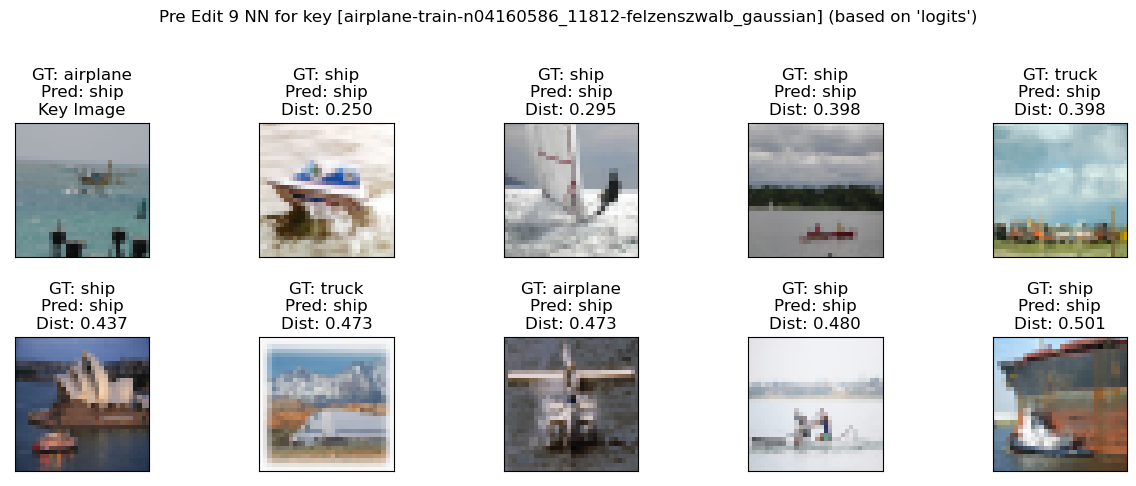 Pre Edit 9 NN for key [airplane-train-n04160586_11812-felzenszwalb_gaussian] (based on 'logits')
GT: airplane
Pred: ship
Key Image
GT: ship
Pred: ship
Dist: 0.250
GT: ship
Pred: ship
Dist: 0.295
GT: ship
Pred: ship
Dist: 0.398
GT: truck
Pred: ship
Dist: 0.398
GT: ship
Pred: ship
Dist: 0.437
GT: truck
Pred: ship
Dist: 0.473
GT: airplane
Pred: ship
Dist: 0.473
GT: ship
Pred: ship
Dist: 0.480
GT: ship
Pred: ship
Dist: 0.501